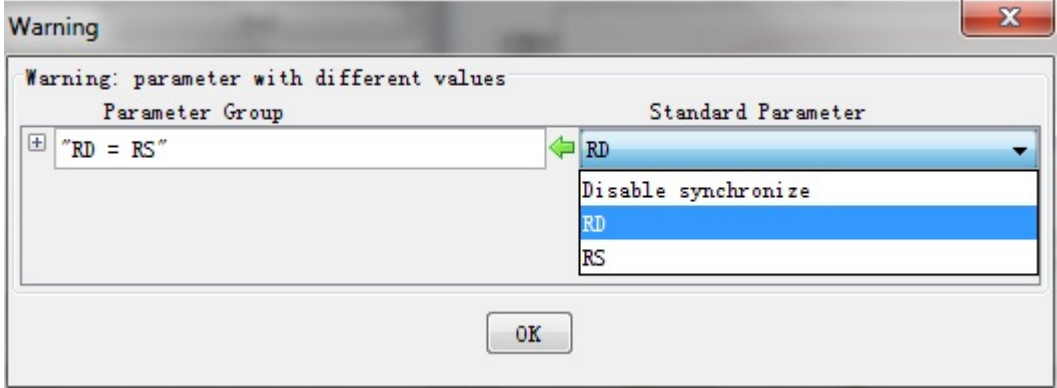 Warning
Warning: parameter with different values
Parameter Group Standard Parameter
"RD = RS" RD
Disable synchronize
RD
RS
OK